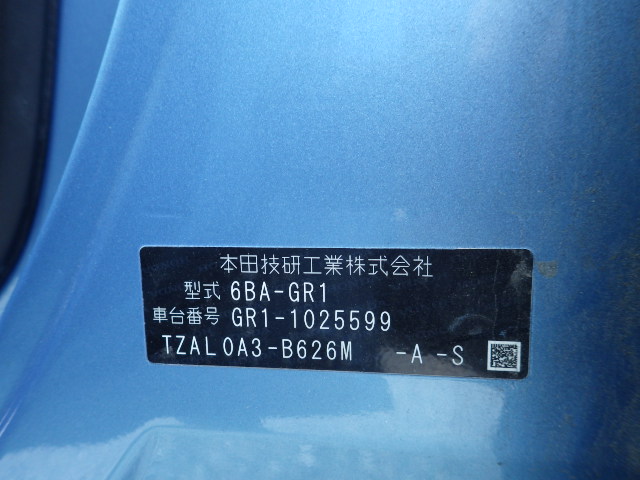 本田技研工業株式会社
型式 6BA-GR1
車台番号 GR1-1025599
TZAL0A3-B626M -A-S